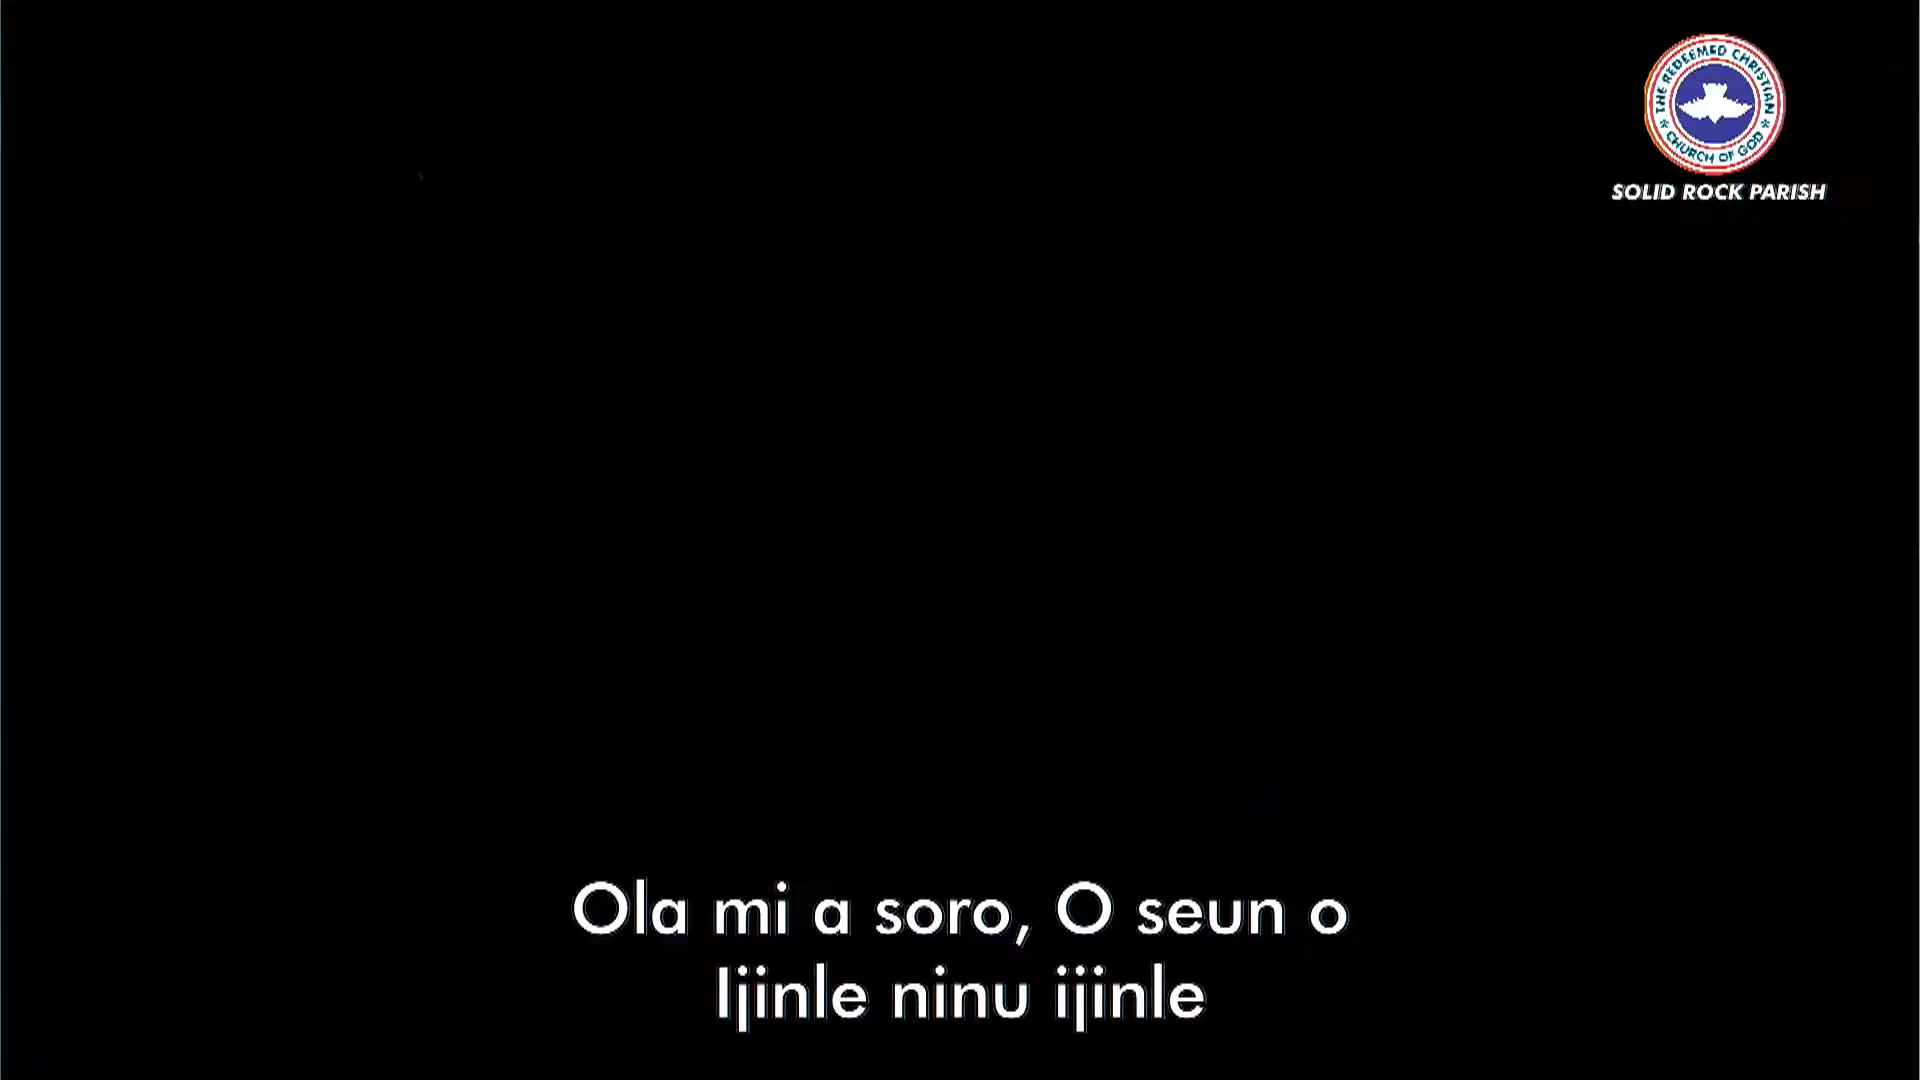 THE REDEEMED CHRISTIAN
CHURCH OF GOD
SOLID ROCK PARISH
Ola mi a soro, O seun o
Ijinle ninu ijinle